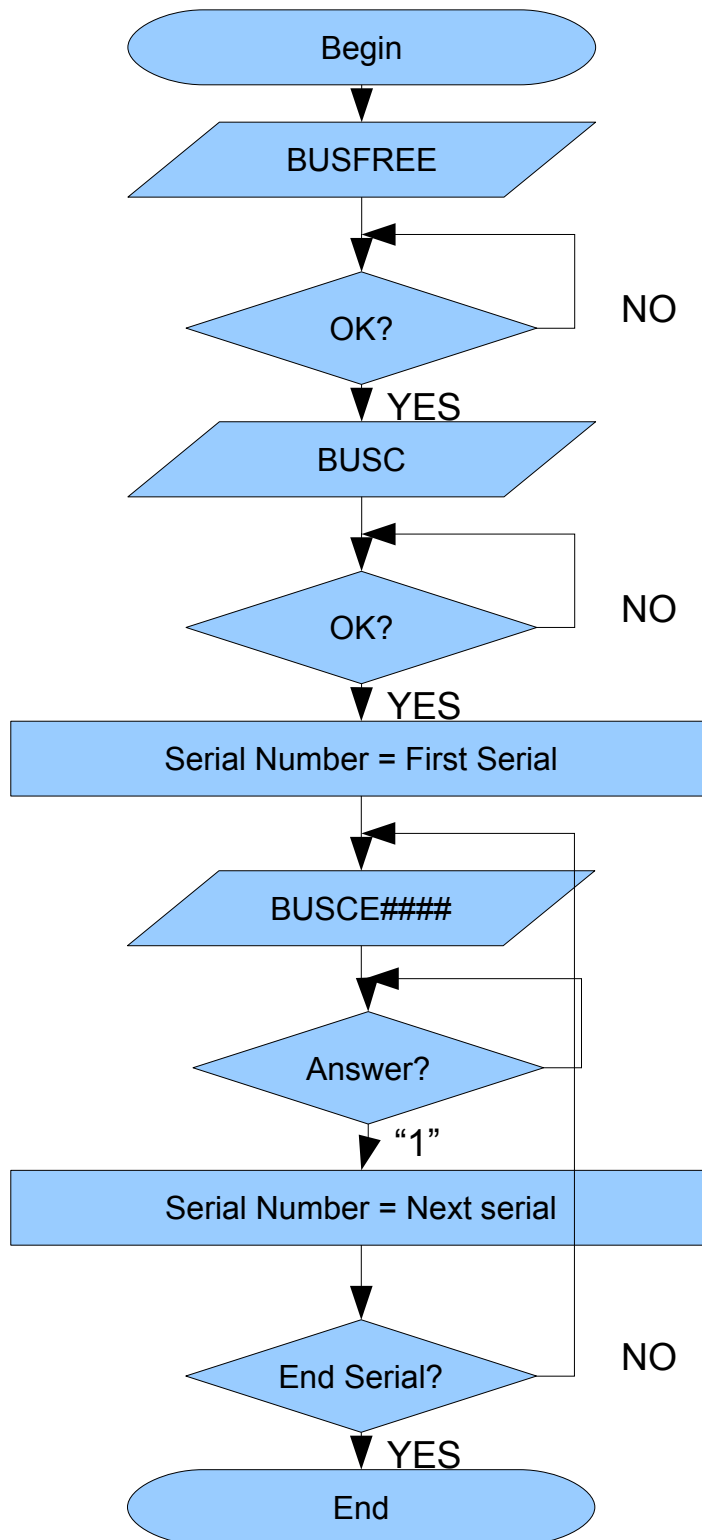 Begin
BUSFREE
OK?
NO
YES
BUSC
OK?
NO
YES
Serial Number = First Serial
BUSCE####
Answer?
“1”
Serial Number = Next serial
End Serial?
NO
YES
End